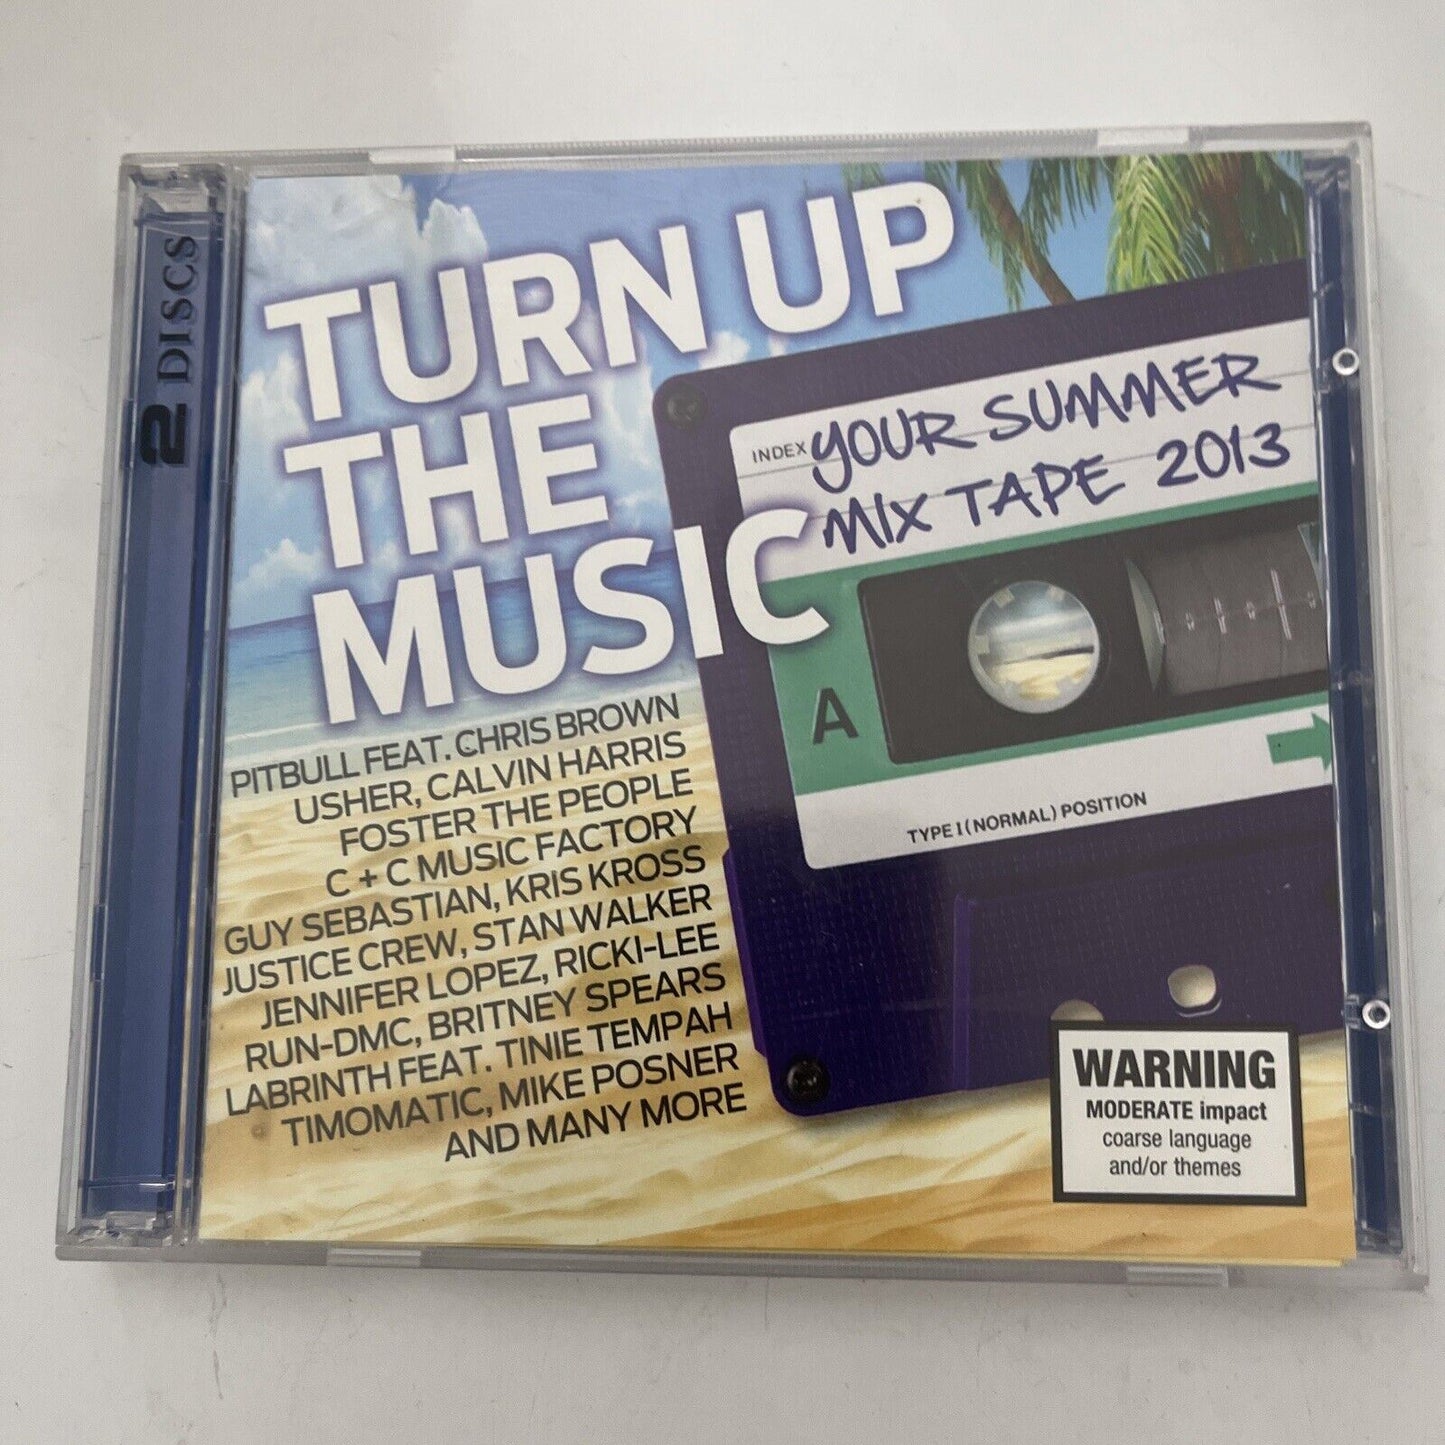 2 DISCS
TURN UP
THE
MUSIC
INDEX YOUR SUMMER
MIX TAPE 2013
A
TYPE I (NORMAL) POSITION
PITBULL FEAT. CHRIS BROWN
USHER, CALVIN HARRIS
FOSTER THE PEOPLE
C + C MUSIC FACTORY
GUY SEBASTIAN, KRIS KROSS
JUSTICE CREW, STAN WALKER
JENNIFER LOPEZ, RICKI-LEE
RUN-DMC, BRITNEY SPEARS
LABRINTH FEAT. TINIE TEMPAH
TIMOMATIC, MIKE POSNER
AND MANY MORE
WARNING
MODERATE impact
coarse language
and/or themes